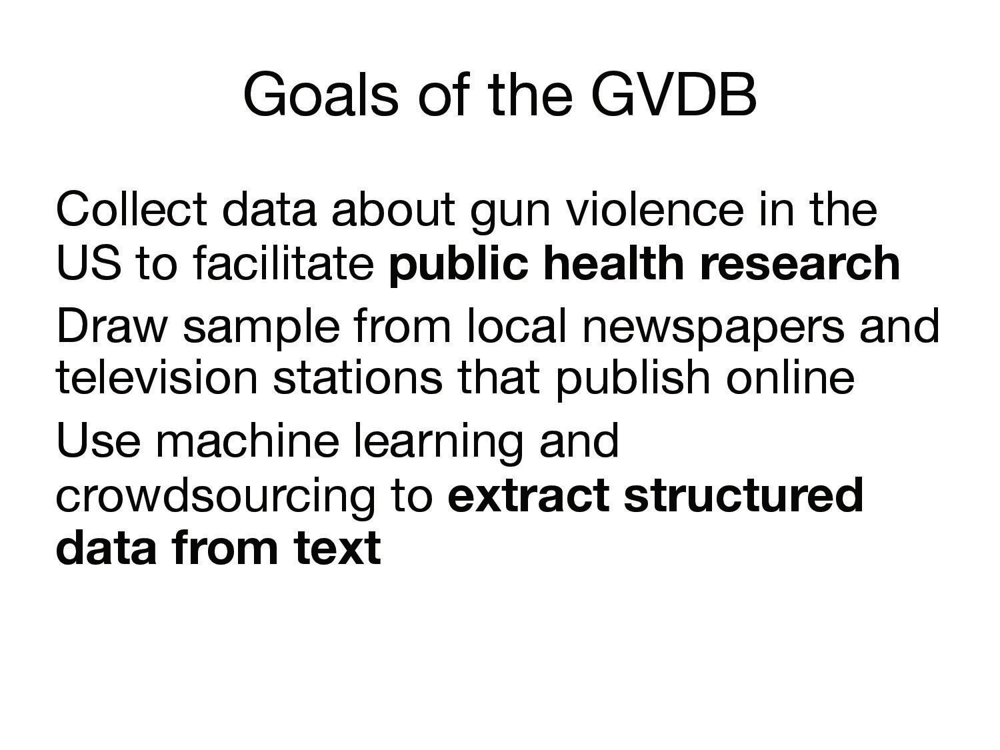 Goals of the GVDB
Collect data about gun violence in the
US to facilitate public health research
Draw sample from local newspapers and
television stations that publish online
Use machine learning and
crowdsourcing to extract structured
data from text